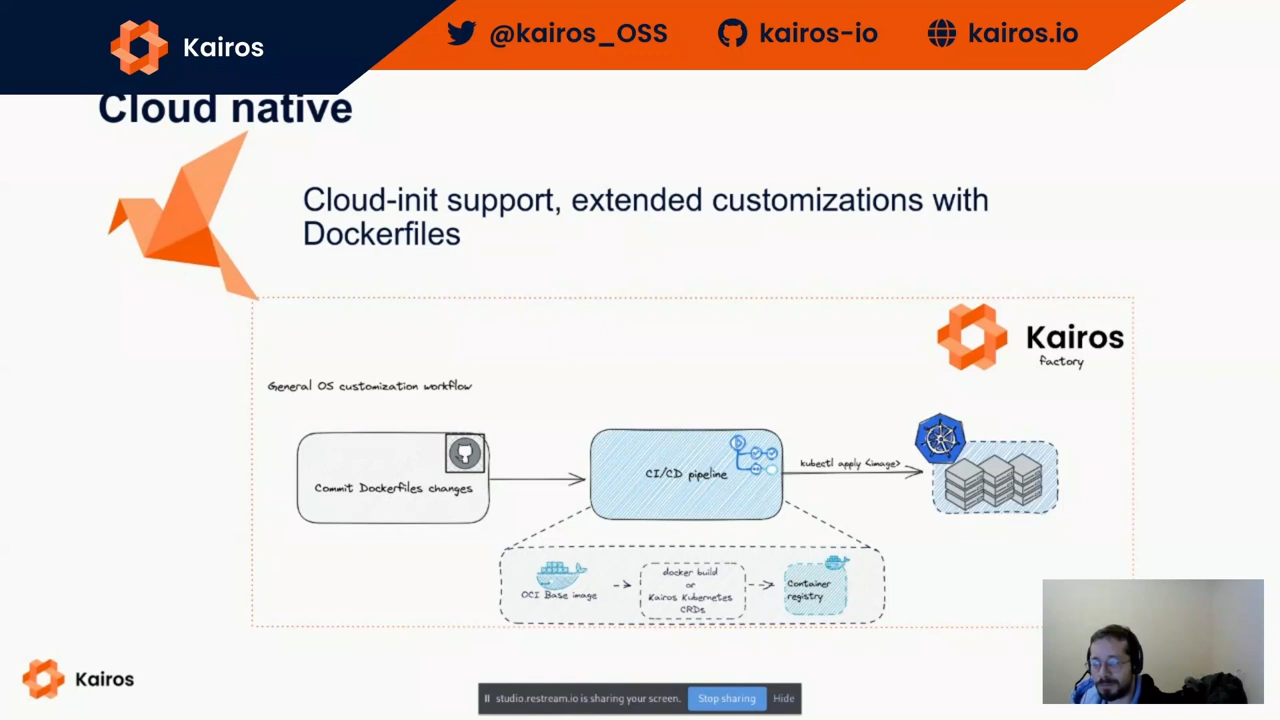 Kairos
@kairos_OSS
kairos-io
kairos.io
Cloud native
Cloud-init support, extended customizations with
Dockerfiles
Kairos
factory
General OS customization workflow
Commit Dockerfiles changes
CI/CD pipeline
kubectl apply <image>
OCI Base image
docker build
or
Kairos Kubernetes
CRDs
Container
registry
Kairos
studio.restream.io is sharing your screen.
Stop sharing
Hide